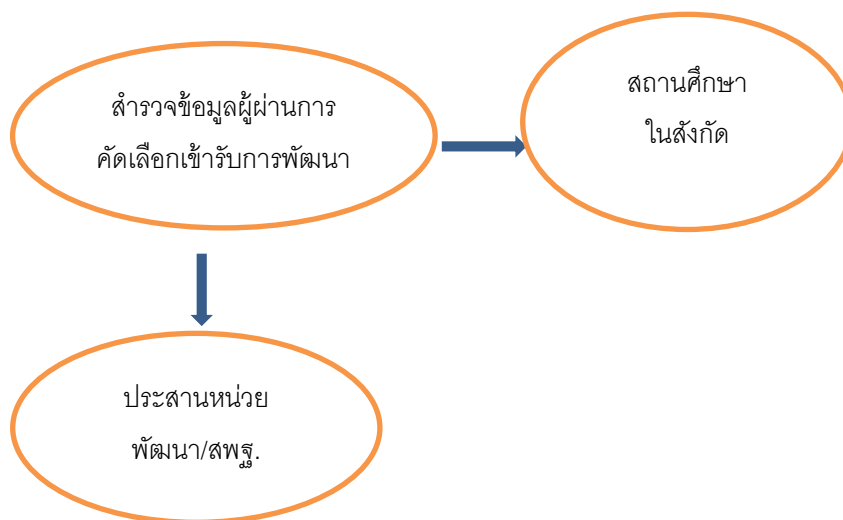 สำรวจข้อมูลผู้ผ่านการ
คัดเลือกเข้ารับการพัฒนา
สถานศึกษา
ในสังกัด
ประสานหน่วย
พัฒนา/สพฐ.